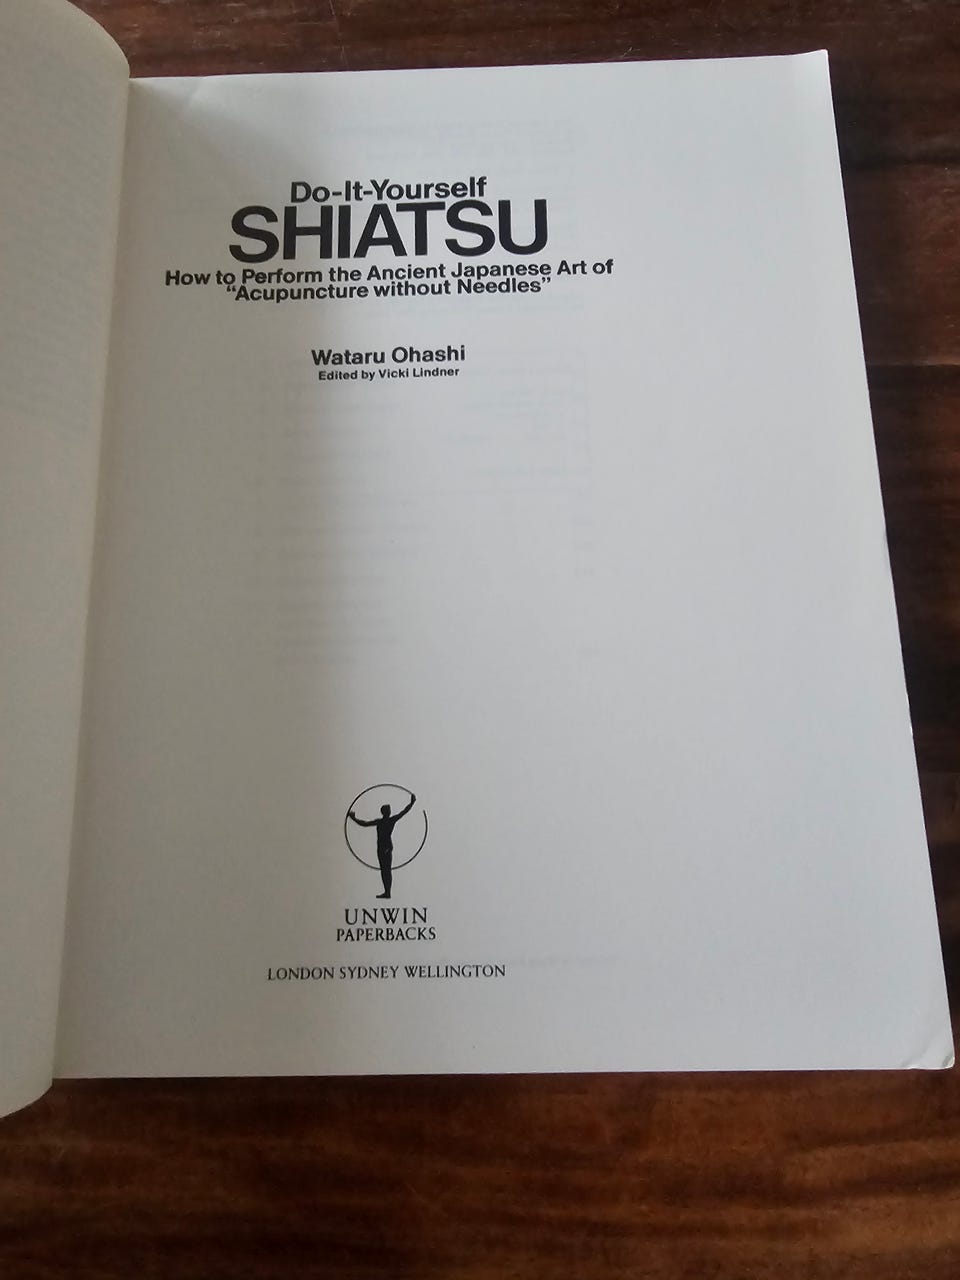 Do-It-Yourself
SHIATSU
How to Perform the Ancient Japanese Art of
“Acupuncture without Needles”
Wataru Ohashi
Edited by Vicki Lindner
UNWIN
PAPERBACKS
LONDON SYDNEY WELLINGTON